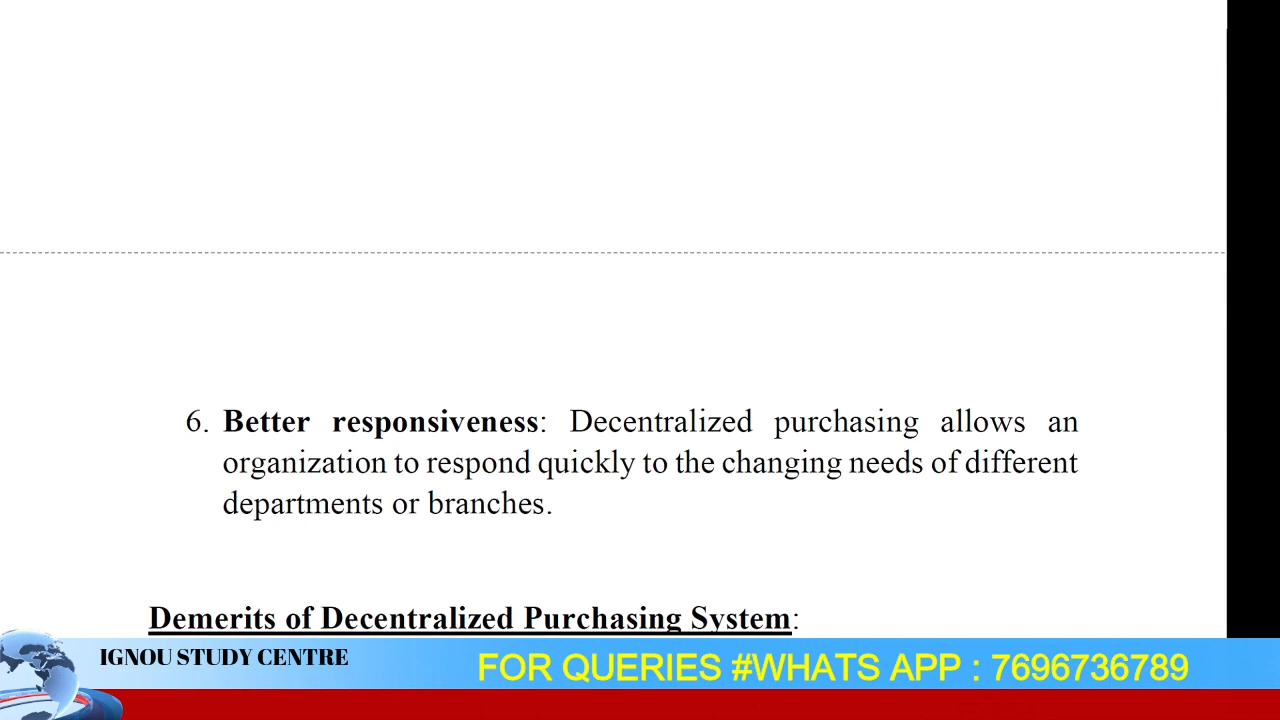 6. Better responsiveness: Decentralized purchasing allows an
organization to respond quickly to the changing needs of different
departments or branches.
Demerits of Decentralized Purchasing System:
IGNOU STUDY CENTRE
FOR QUERIES #WHATS APP : 7696736789